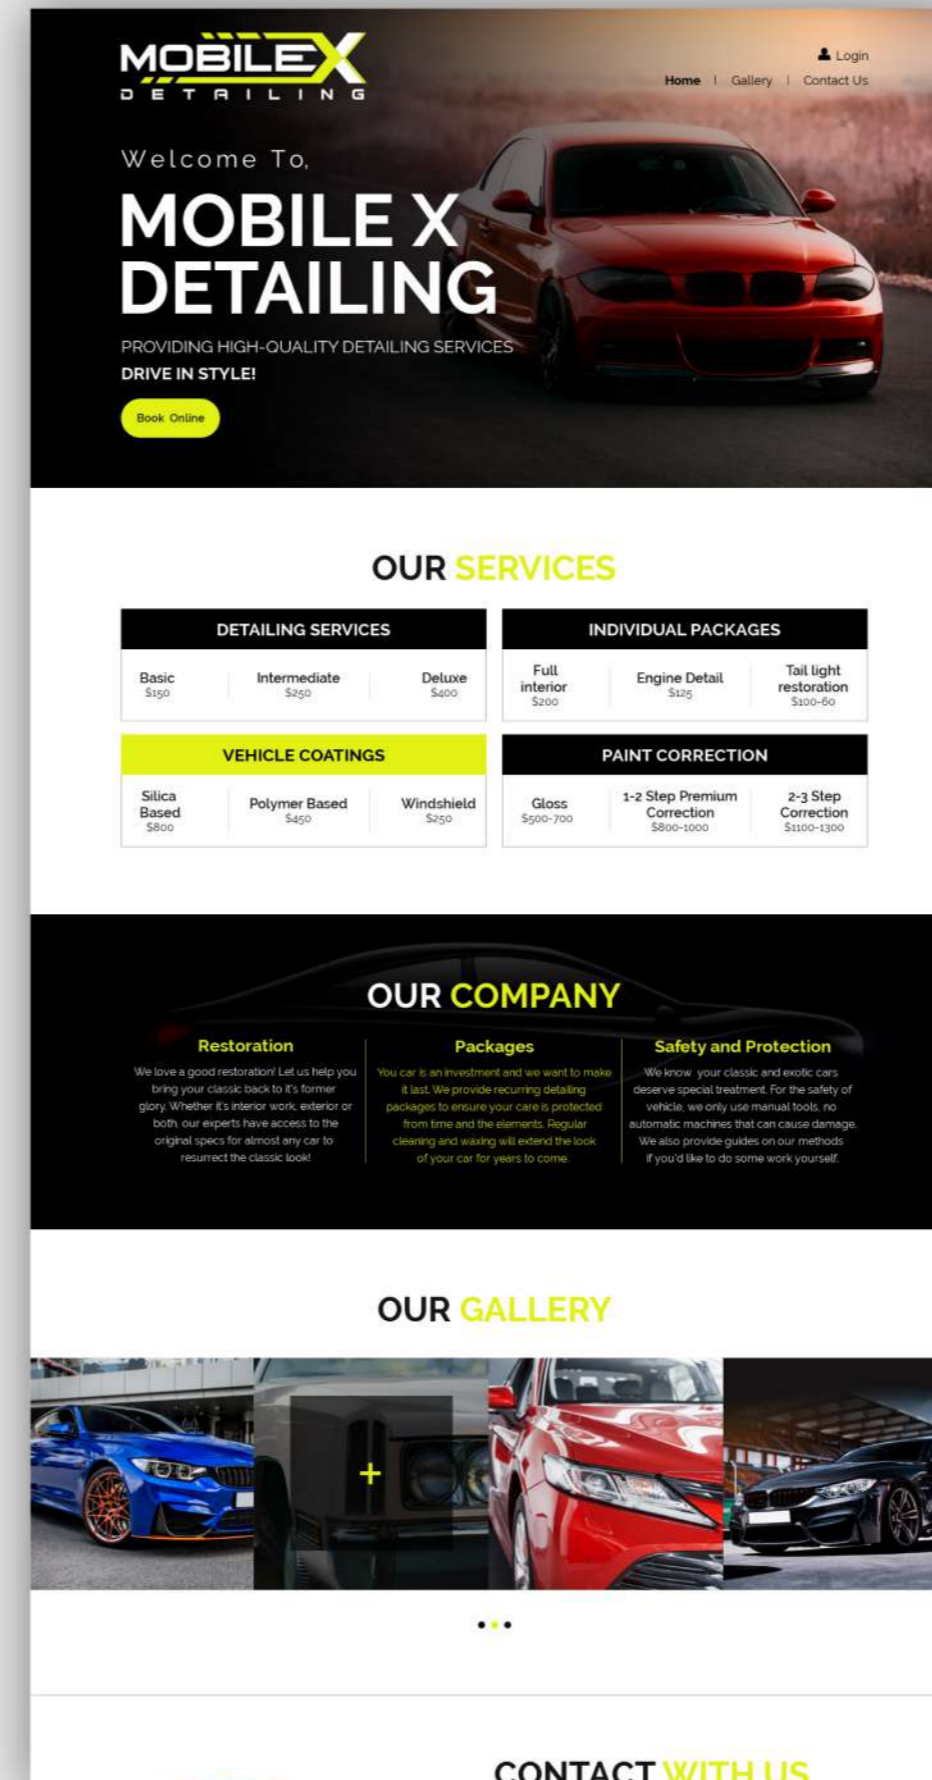 MOBILEX
DETAILING
Login
Home | Gallery | Contact Us
Welcome To,
MOBILE X
DETAILING
PROVIDING HIGH-QUALITY DETAILING SERVICES
DRIVE IN STYLE!
Book Online
OUR SERVICES
DETAILING SERVICES
Basic
$150
Intermediate
$250
Deluxe
$400
INDIVIDUAL PACKAGES
Full
interior
$200
Engine Detail
$125
Tail light
restoration
$100-60
VEHICLE COATINGS
Silica
Based
$800
Polymer Based
$450
Windshield
$250
PAINT CORRECTION
Gloss
$500-700
1-2 Step Premium
Correction
$800-1000
2-3 Step
Correction
$1100-1300
OUR COMPANY
Restoration
We love a good restoration! Let us help you
bring your classic back to it's former
glory. Whether it's interior work, exterior or
both, our experts have access to the
original specs for almost any car to
resurrect the classic look!
Packages
You car is an investment and we want to make
it last. We provide recurring detailing
packages to ensure your care is protected
from time and the elements. Regular
cleaning and waxing will extend the look
of your car for years to come.
Safety and Protection
We know your classic and exotic cars
deserve special treatment. For the safety of
vehicle, we only use manual tools, no
automatic machines that can cause damage.
We also provide guides on our methods
if you'd like to do some work yourself.
OUR GALLERY
+
CONTACT WITH US